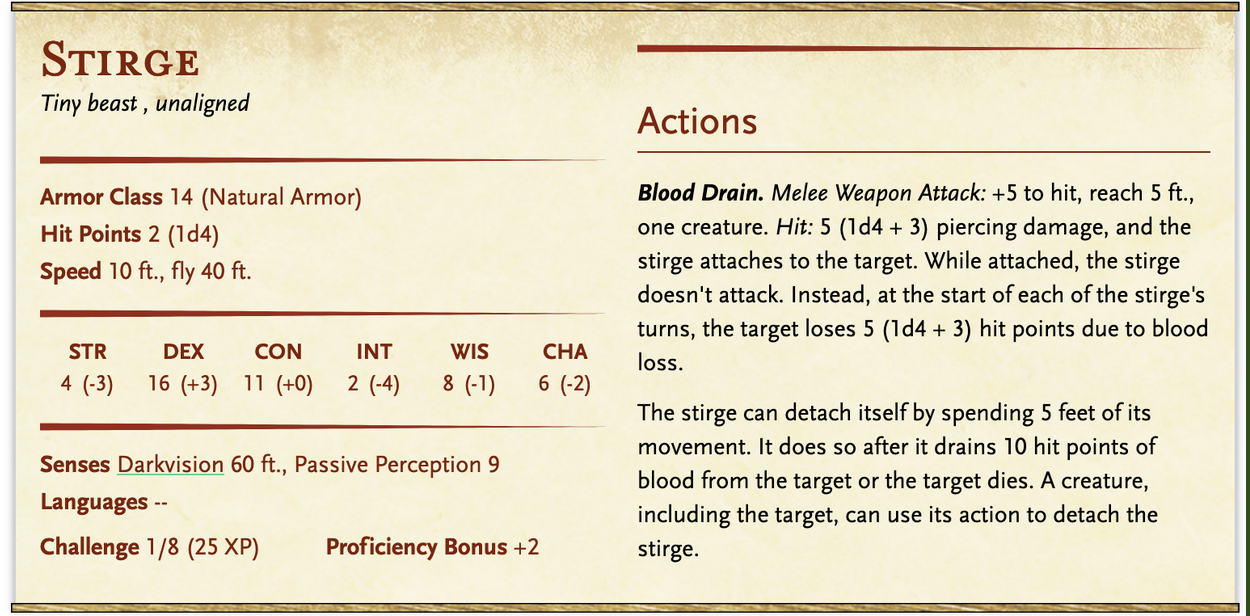 Stirge
Tiny beast , unaligned
Armor Class 14 (Natural Armor)
Hit Points 2 (1d4)
Speed 10 ft., fly 40 ft.
STR DEX CON INT WIS CHA
4 (-3) 16 (+3) 11 (+0) 2 (-4) 8 (-1) 6 (-2)
Senses Darkvision 60 ft., Passive Perception 9
Languages --
Challenge 1/8 (25 XP) Proficiency Bonus +2
Actions
Blood Drain. Melee Weapon Attack: +5 to hit, reach 5 ft.,
one creature. Hit: 5 (1d4 + 3) piercing damage, and the
stirge attaches to the target. While attached, the stirge
doesn't attack. Instead, at the start of each of the stirge's
turns, the target loses 5 (1d4 + 3) hit points due to blood
loss.
The stirge can detach itself by spending 5 feet of its
movement. It does so after it drains 10 hit points of
blood from the target or the target dies. A creature,
including the target, can use its action to detach the
stirge.